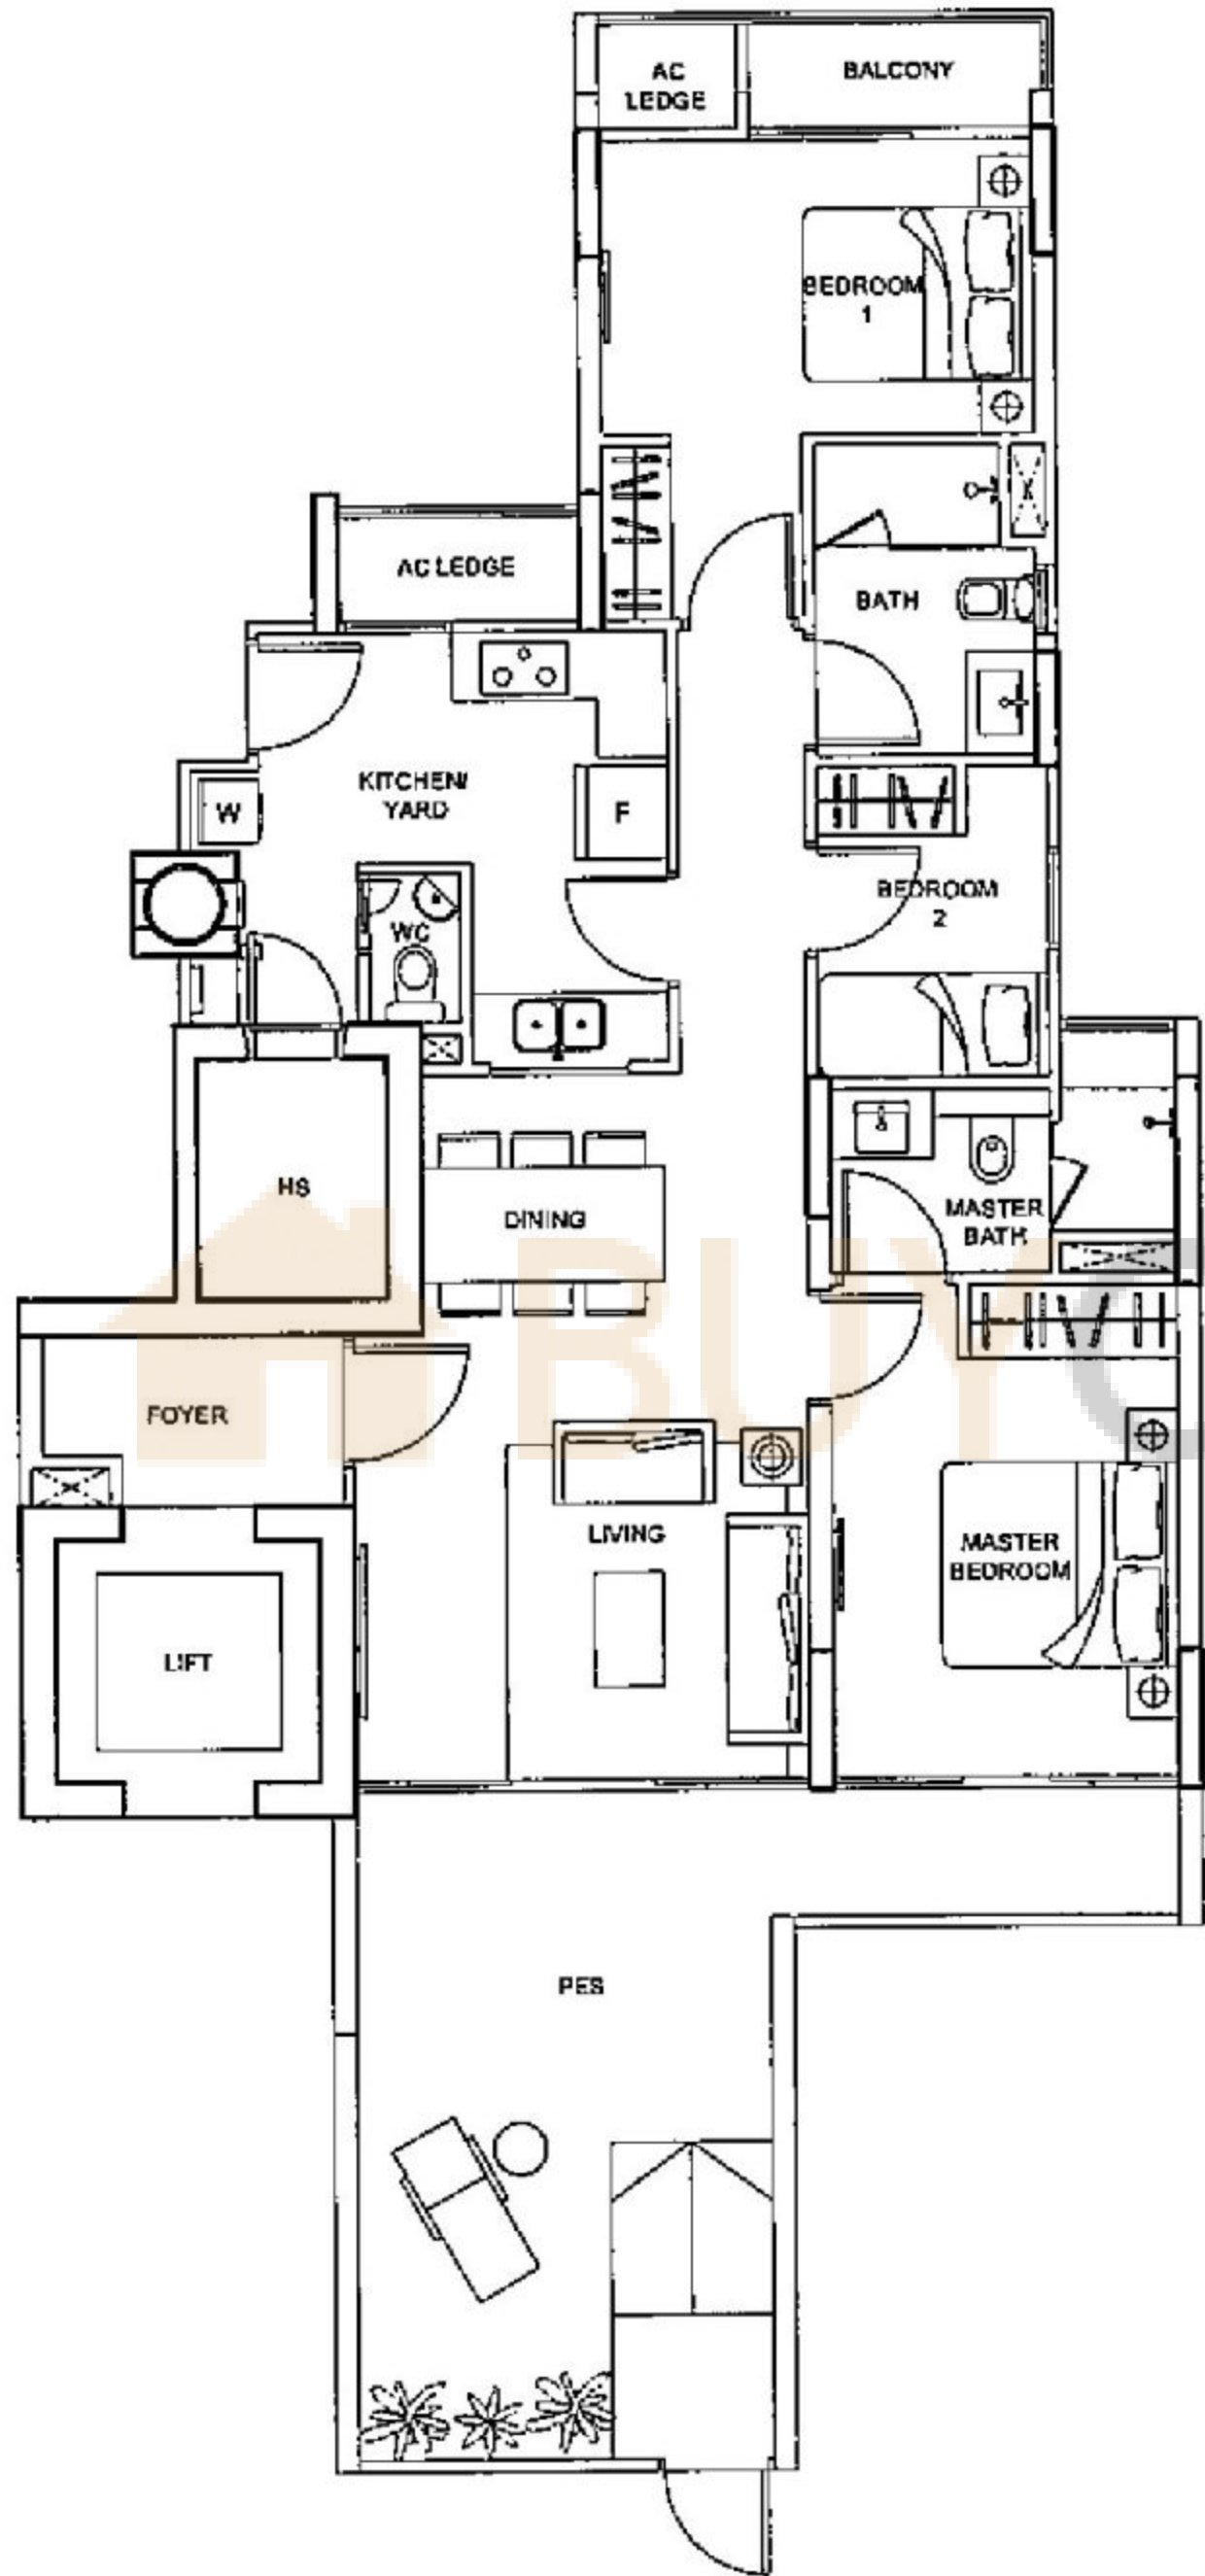 AC
LEDGE
BALCONY
BEDROOM
1
AC LEDGE
BATH
KITCHEN/
YARD
W
F
BEDROOM
2
WC
HS
DINING
MASTER
BATH
BUYC
FOYER
LIVING
MASTER
BEDROOM
LIFT
PES